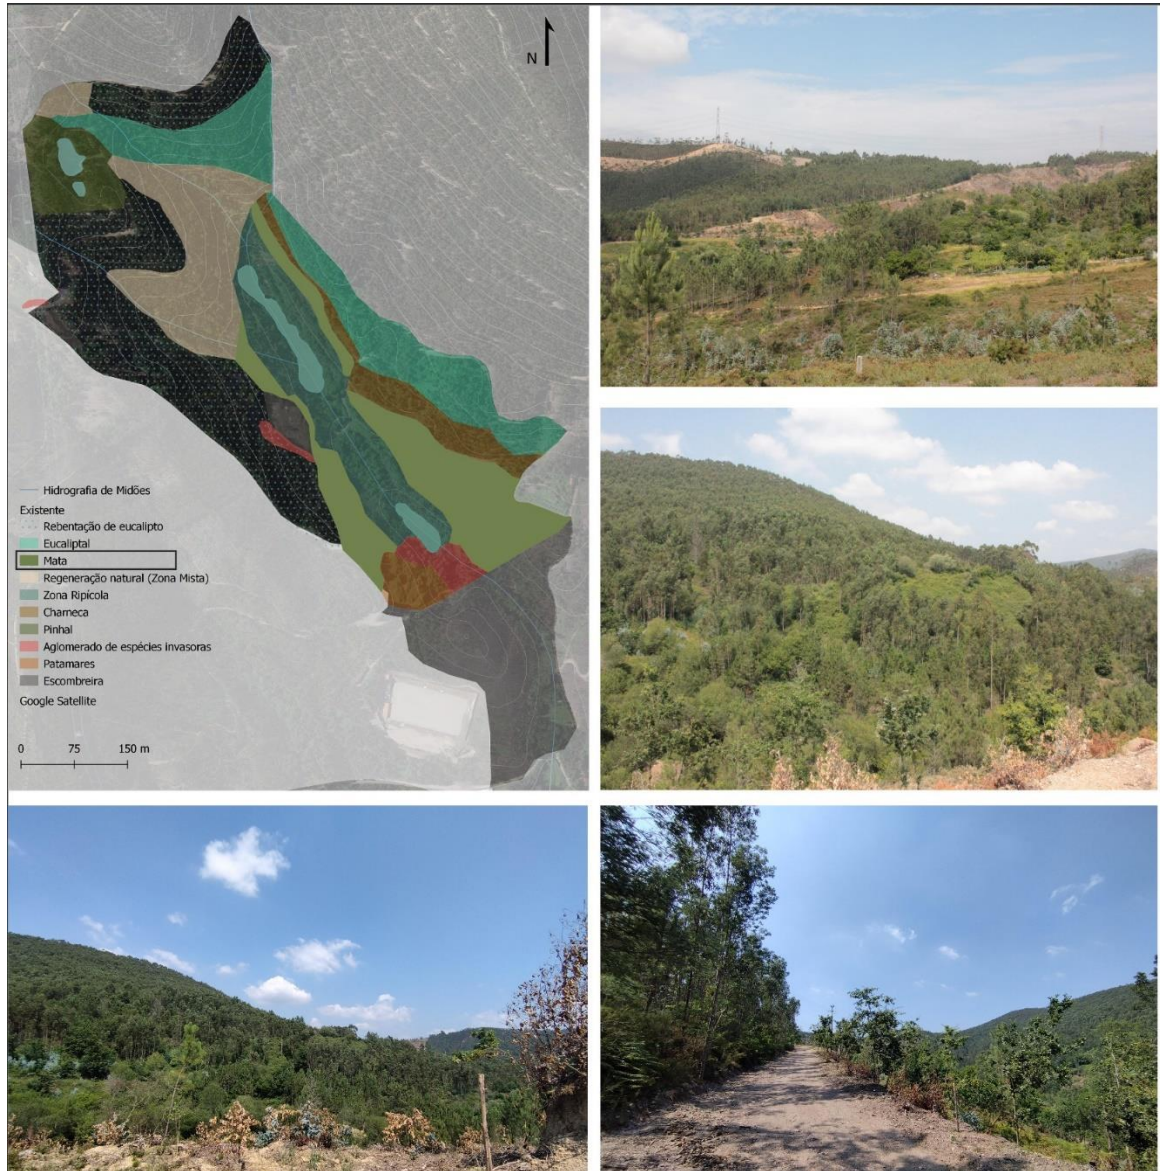 N
Hidrografia de Midões
Existente
Rebentação de eucalipto
Eucaliptal
Mata
Regeneração natural (Zona Mista)
Zona Ripícola
Charneca
Pinhal
Aglomerado de espécies invasoras
Patamares
Escombreira
Google Satellite
0 75 150 m